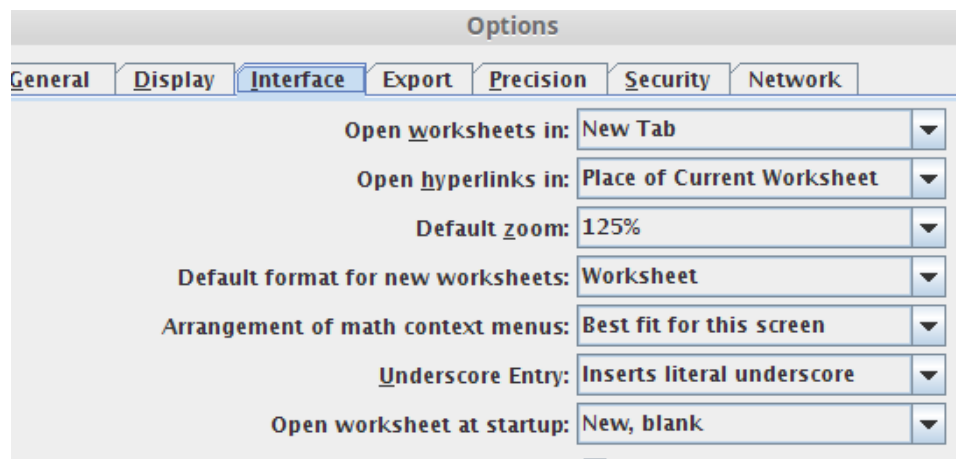 Options
General Display Interface Export Precision Security Network
Open worksheets in: New Tab
Open hyperlinks in: Place of Current Worksheet
Default zoom: 125%
Default format for new worksheets: Worksheet
Arrangement of math context menus: Best fit for this screen
Underscore Entry: Inserts literal underscore
Open worksheet at startup: New, blank